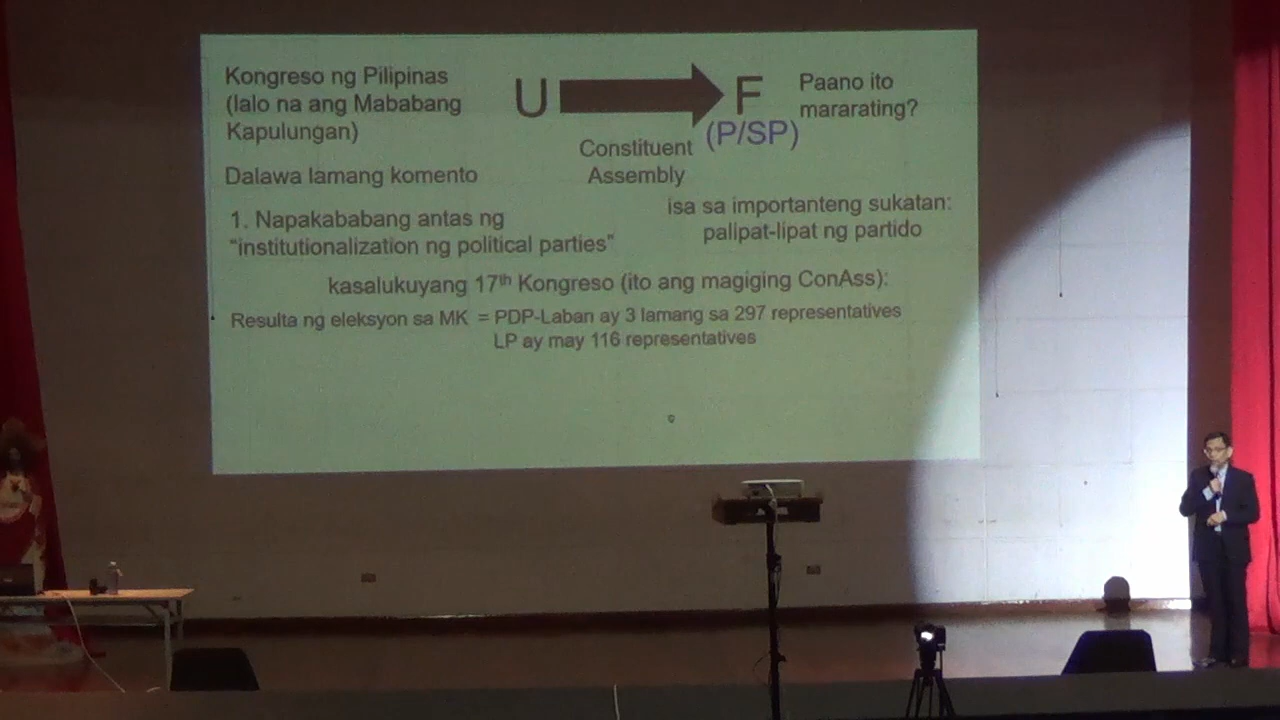 Kongreso ng Pilipinas
(lalo na ang Mababang
Kapulungan)
U
F
(P/SP)
Paano ito
mararating?
Constituent
Assembly
Dalawa lamang komento
1. Napakababang antas ng
“institutionalization ng political parties”
isa sa importanteng sukatan:
palipat-lipat ng partido
kasalukuyang 17th Kongreso (ito ang magiging ConAss):
Resulta ng eleksyon sa MK = PDP-Laban ay 3 lamang sa 297 representatives
LP ay may 116 representatives